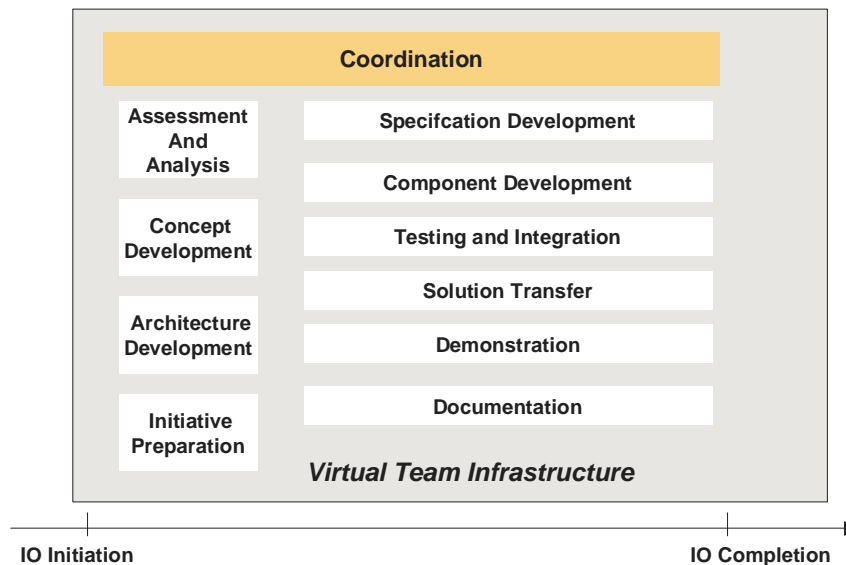 Coordination
Assessment
And
Analysis
Concept
Development
Architecture
Development
Initiative
Preparation
Specifcation Development
Component Development
Testing and Integration
Solution Transfer
Demonstration
Documentation
Virtual Team Infrastructure
IO Initiation
IO Completion